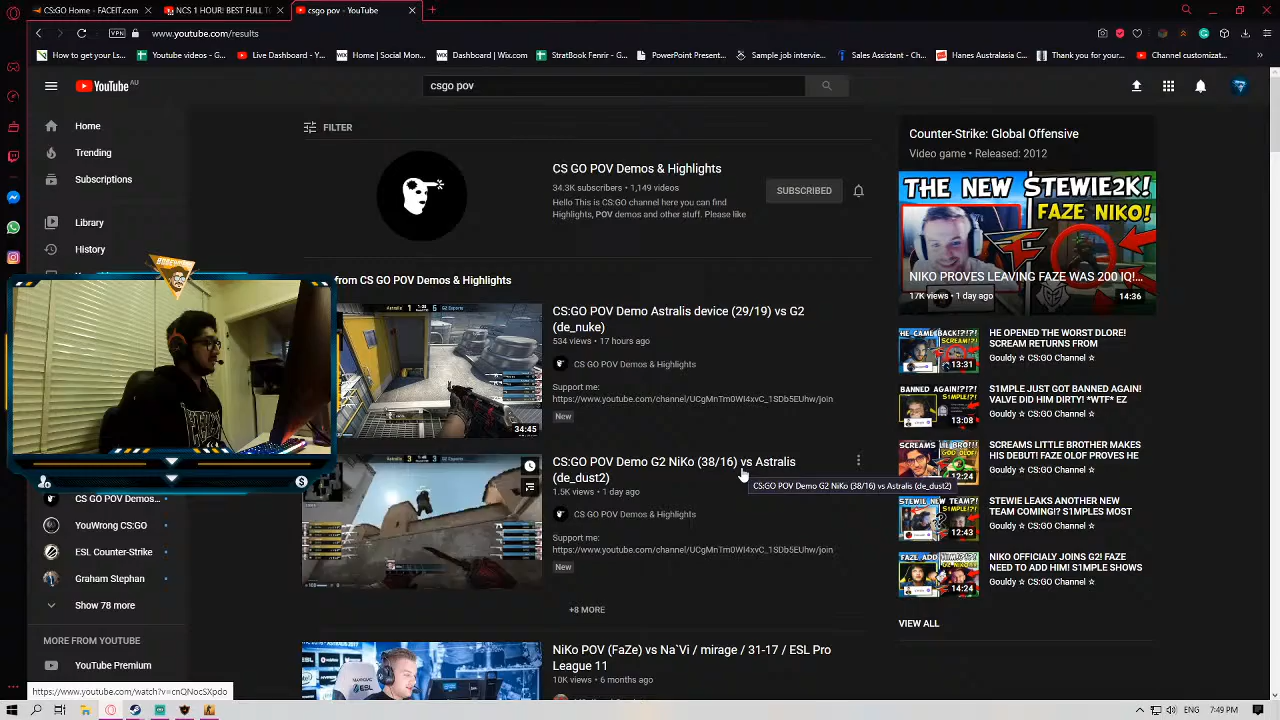 CS:GO Home - FACEIT.com
NCS 1 HOUR! BEST FULL TO
csgo pov - YouTube
VPN
www.youtube.com/results
How to get your Ls...
Youtube videos - G...
Live Dashboard - Y...
Home | Social Mon...
Dashboard | Wix.com
StratBook Fenrir - G...
PowerPoint Present...
Sample job intervie...
Sales Assistant - Ch...
Hanes Australasia C...
Thank you for your...
Channel customizat...
YouTube AU
csgo pov
Home
Trending
Subscriptions
Library
History
FILTER
CS GO POV Demos & Highlights
34.3K subscribers • 1,149 videos
Hello This is CS:GO channel here you can find
Highlights, POV demos and other stuff. Please like
SUBSCRIBED
from CS GO POV Demos & Highlights
Astralis 1 5 G2 Esports
34:45
CS:GO POV Demo Astralis device (29/19) vs G2
(de_nuke)
534 views • 17 hours ago
CS GO POV Demos & Highlights
Support me:
https://www.youtube.com/channel/UCgMnTm0WI4xvC_1SDb5EUhw/join
New
Astralis 3 3 G2 Esports
CS:GO POV Demo G2 NiKo (38/16) vs Astralis
(de_dust2)
1.5K views • 1 day ago
CS:GO POV Demo G2 NiKo (38/16) vs Astralis (de_dust2)
CS GO POV Demos & Highlights
Support me:
https://www.youtube.com/channel/UCgMnTm0WI4xvC_1SDb5EUhw/join
New
+8 MORE
NiKo POV (FaZe) vs Na`Vi / mirage / 31-17 / ESL Pro
League 11
10K views • 6 months ago
Counter-Strike: Global Offensive
Video game • Released: 2012
THE NEW STEWIE2K!
FAZE NIKO!
NIKO PROVES LEAVING FAZE WAS 200 IQ!...
17K views • 1 day ago
14:36
HE OPENED THE WORST DLORE!
SCREAM RETURNS FROM
Gouldy ☆ CS:GO Channel ☆
13:31
S1MPLE JUST GOT BANNED AGAIN!
VALVE DID HIM DIRTY! *WTF* EZ
Gouldy ☆ CS:GO Channel ☆
13:08
SCREAMS LITTLE BROTHER MAKES
HIS DEBUT! FAZE OLOF PROVES HE
Gouldy ☆ CS:GO Channel ☆
12:24
STEWIE LEAKS ANOTHER NEW
TEAM COMING!? S1MPLES MOST
Gouldy ☆ CS:GO Channel ☆
12:43
NIKO OFFICIALY JOINS G2! FAZE
NEED TO ADD HIM! S1MPLE SHOWS
Gouldy ☆ CS:GO Channel ☆
14:24
VIEW ALL
CS GO POV Demos...
YouWrong CS:GO
ESL Counter-Strike
Graham Stephan
Show 78 more
MORE FROM YOUTUBE
YouTube Premium
https://www.youtube.com/watch?v=cnQNocSXpdo
ENG
7:49 PM